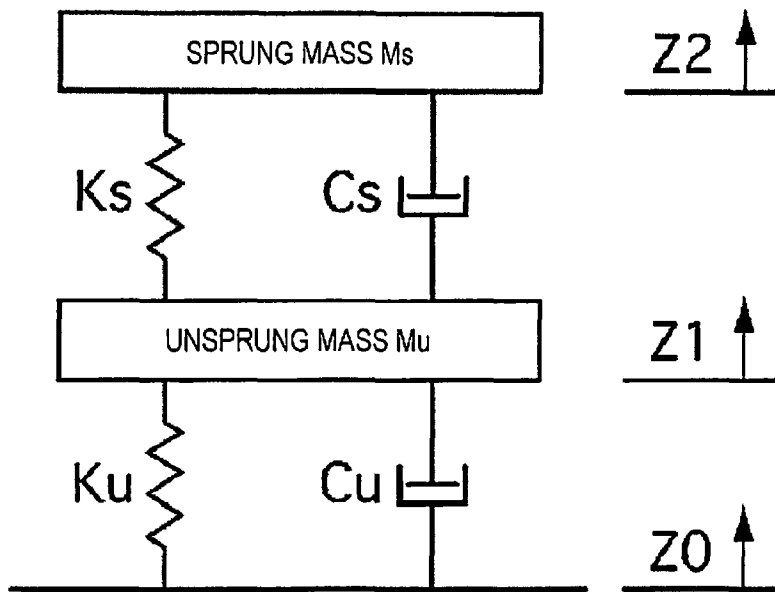 SPRUNG MASS Ms
Z2
Ks
Cs
UNSPRUNG MASS Mu
Z1
Ku
Cu
Z0